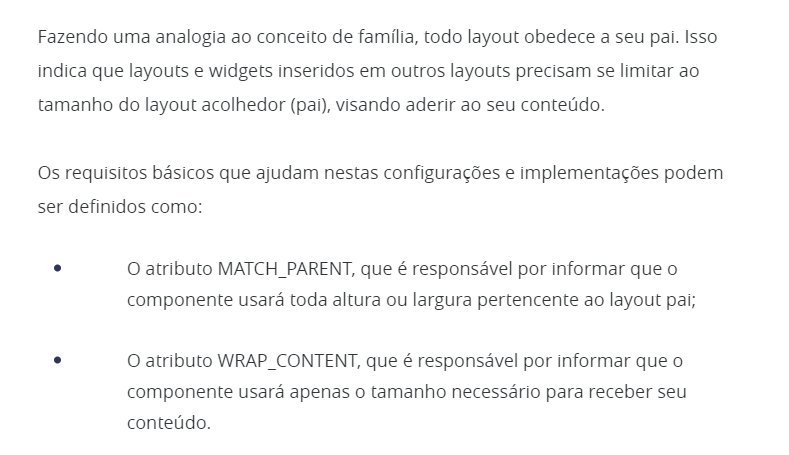 Fazendo uma analogia ao conceito de família, todo layout obedece a seu pai. Isso
indica que layouts e widgets inseridos em outros layouts precisam se limitar ao
tamanho do layout acolhedor (pai), visando aderir ao seu conteúdo.
Os requisitos básicos que ajudam nestas configurações e implementações podem
ser definidos como:
• O atributo MATCH_PARENT, que é responsável por informar que o
componente usará toda altura ou largura pertencente ao layout pai;
• O atributo WRAP_CONTENT, que é responsável por informar que o
componente usará apenas o tamanho necessário para receber seu
conteúdo.